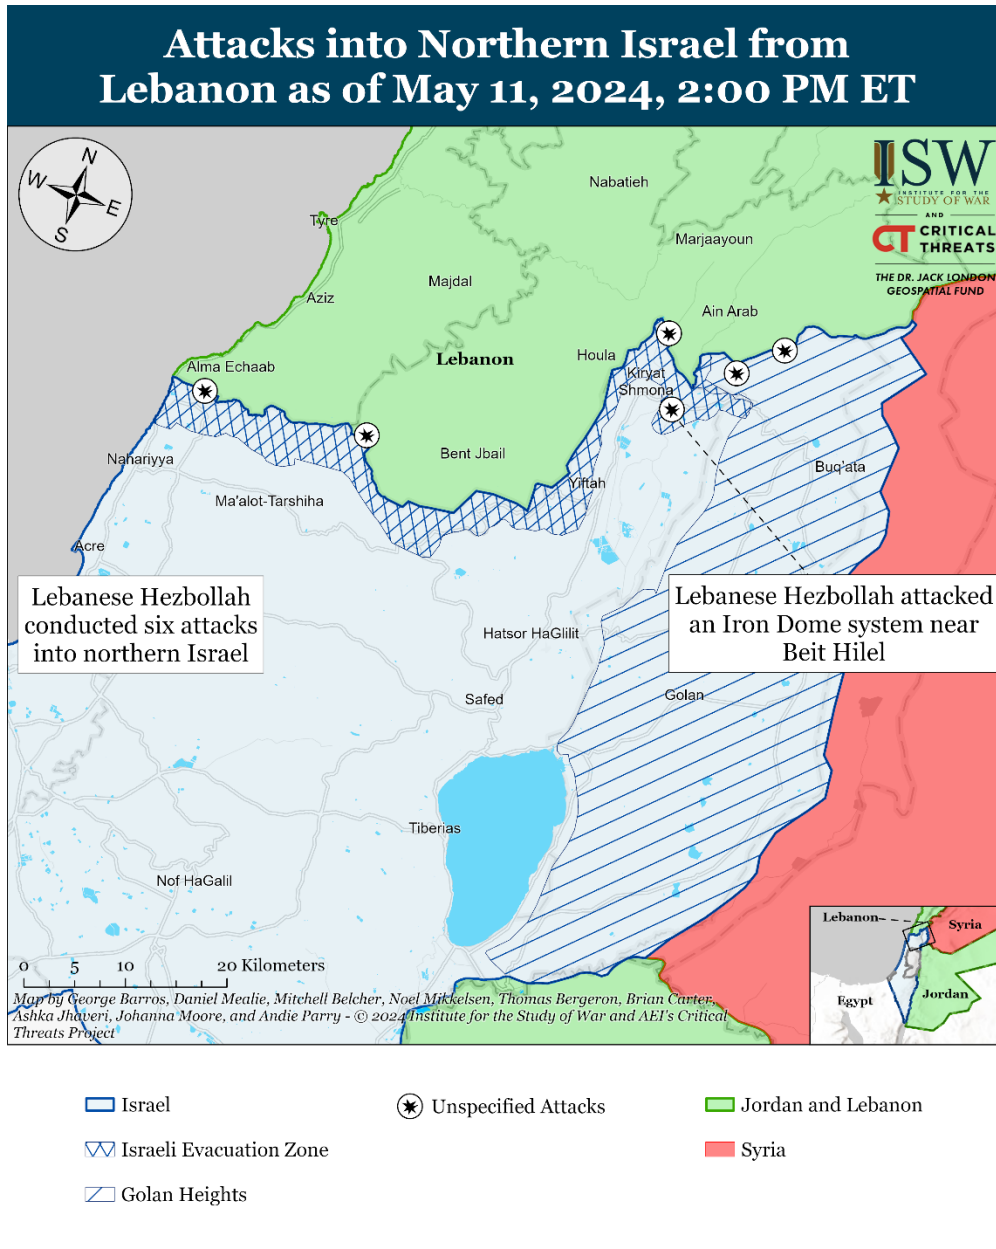 Attacks into Northern Israel from
Lebanon as of May 11, 2024, 2:00 PM ET
N
W
E
S
ISW
INSTITUTE FOR THE
STUDY OF WAR
AND
CT CRITICAL
THREATS
THE DR. JACK LONDON
GEOSPATIAL FUND
Nabatieh
Tyre
Marjaayoun
Majdal
Aziz
Ain Arab
Lebanon
Houla
Alma Echaab
Kiryat
Shmona
Bent Jbail
Nahariyya
Buq'ata
Yiftah
Ma'alot-Tarshiha
Acre
Lebanese Hezbollah
conducted six attacks
into northern Israel
Lebanese Hezbollah attacked
an Iron Dome system near
Beit Hilel
Hatsor HaGlilit
Safed
Golan
Tiberias
Nof HaGalil
0 5 10 20 Kilometers
Map by George Barros, Daniel Mealie, Mitchell Belcher, Noel Mikkelsen, Thomas Bergeron, Brian Carter,
Ashka Jhaveri, Johanna Moore, and Andie Parry - © 2024 Institute for the Study of War and AEI's Critical
Threats Project
Lebanon
Syria
Egypt
Jordan
Israel
Unspecified Attacks
Jordan and Lebanon
Israeli Evacuation Zone
Syria
Golan Heights